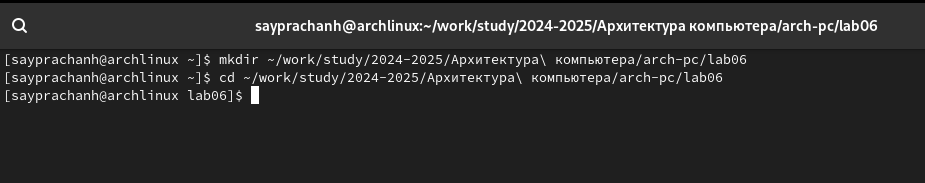 sayprachanh@archlinux:~/work/study/2024-2025/Архитектура компьютера/arch-pc/lab06
[sayprachanh@archlinux ~]$ mkdir ~/work/study/2024-2025/Архитектура\ компьютера/arch-pc/lab06
[sayprachanh@archlinux ~]$ cd ~/work/study/2024-2025/Архитектура\ компьютера/arch-pc/lab06
[sayprachanh@archlinux lab06]$